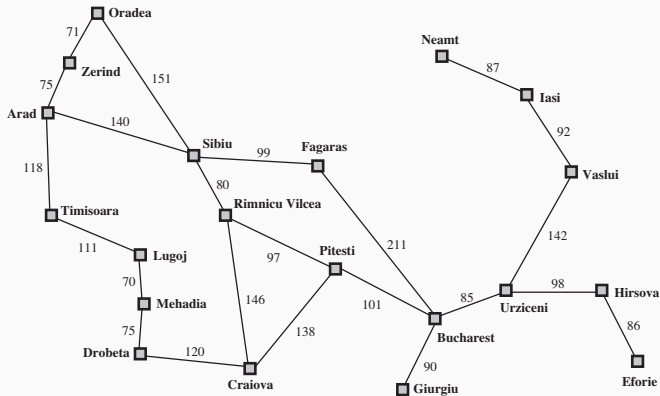 Oradea
71
Neamt
Zerind
87
75
151
Iasi
Arad
140
92
Sibiu
Fagaras
99
118
Vaslui
80
Rimnicu Vilcea
Timisoara
142
111
Pitesti
211
Lugoj
97
70
98
Hirsova
85
146
101
Urziceni
Mehadia
138
86
75
Bucharest
120
Drobeta
90
Eforie
Craiova
Giurgiu